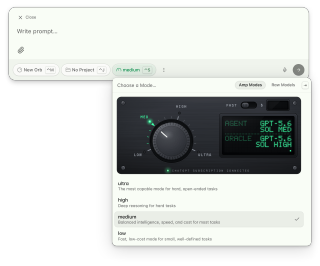 Close
Write prompt...
New Orb
No Project
medium
Choose a Mode...
Amp Modes
Raw Models
HIGH
MED
LOW
ULTRA
FAST
AGENT GPT-5.6
SOL MED
ORACLE GPT-5.6
SOL HIGH
SUBSCRIPTION CONNECTED
ultra
The most capable mode for hard, open-ended tasks
high
Deep reasoning for hard tasks
medium
Balanced intelligence, speed, and cost for most tasks
low
Fast, low-cost mode for small, well-defined tasks